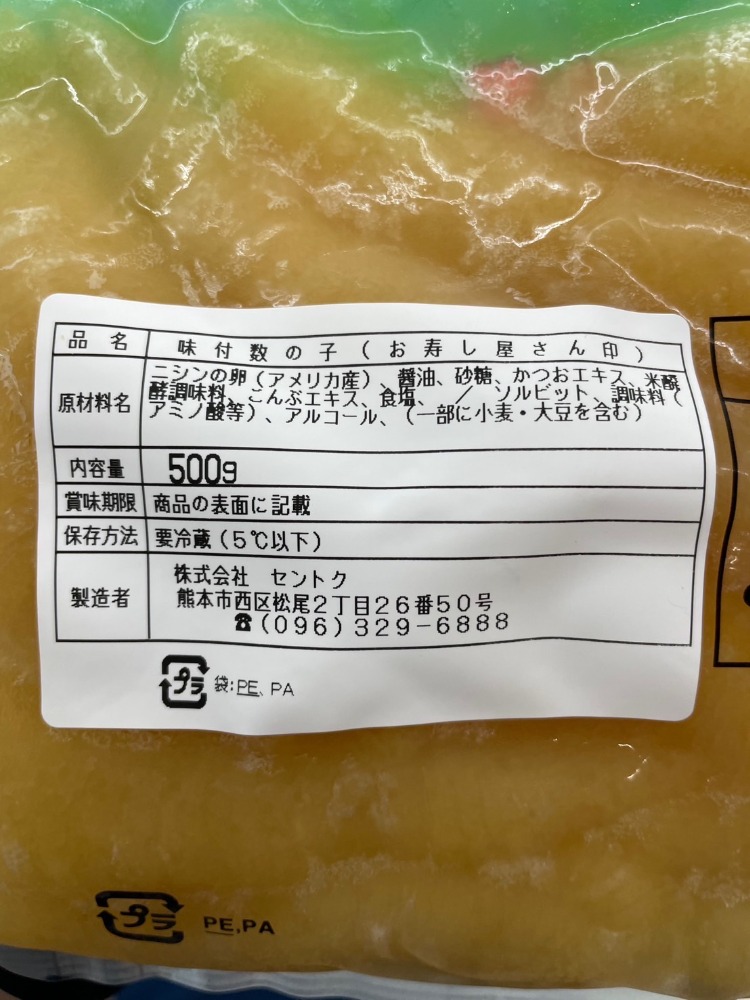 品名 味付数の子(お寿し屋さん印)
原材料名 ニシンの卵(アメリカ産)、醤油、砂糖、かつおエキス、米醗
酵調味料、こんぶエキス、食塩、/ ソルビット、調味料(
アミノ酸等)、アルコール、(一部に小麦・大豆を含む)
内容量 500g
賞味期限 商品の表面に記載
保存方法 要冷蔵(5℃以下)
製造者 株式会社 セントク
熊本市西区松尾2丁目26番50号
☎(096)329-6888
プラ 袋:PE、PA
プラ PE,PA